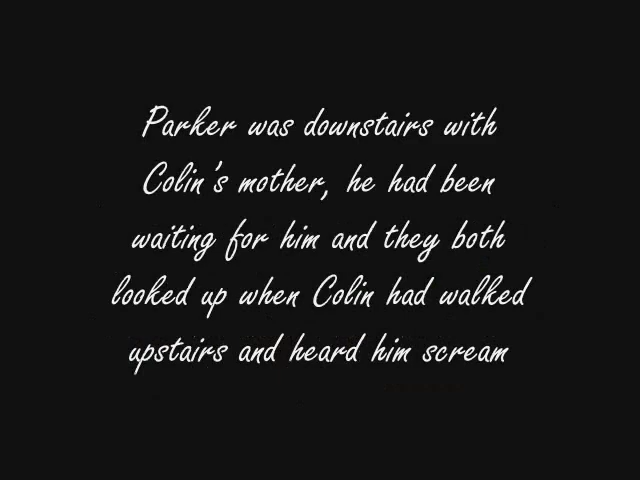 Parker was downstairs with
Colin's mother, he had been
waiting for him and they both
looked up when Colin had walked
upstairs and heard him scream